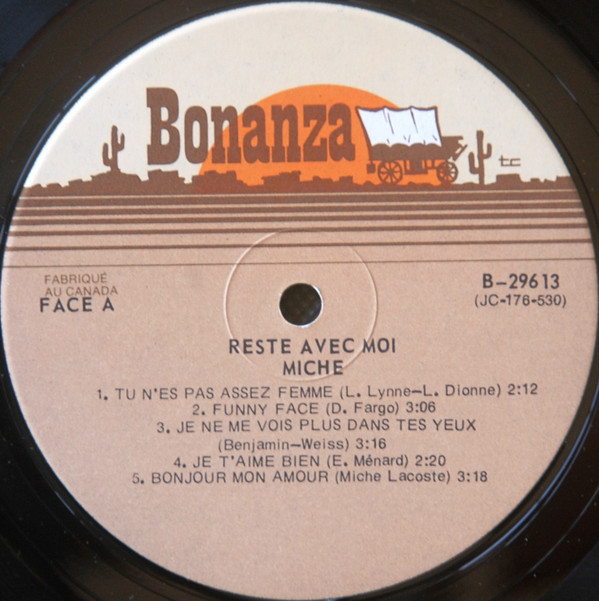 Bonanza
tc
FABRIQUÉ
AU CANADA
FACE A
B-29613
(JC-176-530)
RESTE AVEC MOI
MICHE
1. TU N'ES PAS ASSEZ FEMME (L. Lynne-L. Dionne) 2:12
2. FUNNY FACE (D. Fargo) 3:06
3. JE NE ME VOIS PLUS DANS TES YEUX
(Benjamin-Weiss) 3:16
4. JE T'AIME BIEN (E. Ménard) 2:20
5. BONJOUR MON AMOUR (Miche Lacoste) 3:18